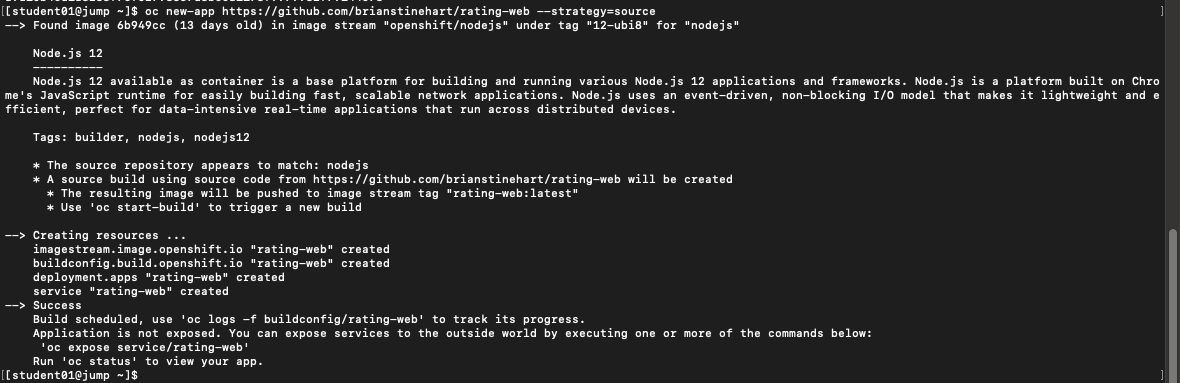 [[student01@jump ~]$ oc new-app https://github.com/brianstinehart/rating-web --strategy=source ]
--> Found image 6b949cc (13 days old) in image stream "openshift/nodejs" under tag "12-ubi8" for "nodejs"
Node.js 12
----------
Node.js 12 available as container is a base platform for building and running various Node.js 12 applications and frameworks. Node.js is a platform built on Chro
me's JavaScript runtime for easily building fast, scalable network applications. Node.js uses an event-driven, non-blocking I/O model that makes it lightweight and e
fficient, perfect for data-intensive real-time applications that run across distributed devices.
Tags: builder, nodejs, nodejs12
* The source repository appears to match: nodejs
* A source build using source code from https://github.com/brianstinehart/rating-web will be created
* The resulting image will be pushed to image stream tag "rating-web:latest"
* Use 'oc start-build' to trigger a new build
--> Creating resources ...
imagestream.image.openshift.io "rating-web" created
buildconfig.build.openshift.io "rating-web" created
deployment.apps "rating-web" created
service "rating-web" created
--> Success
Build scheduled, use 'oc logs -f buildconfig/rating-web' to track its progress.
Application is not exposed. You can expose services to the outside world by executing one or more of the commands below:
'oc expose service/rating-web'
Run 'oc status' to view your app.
[[student01@jump ~]$ ]